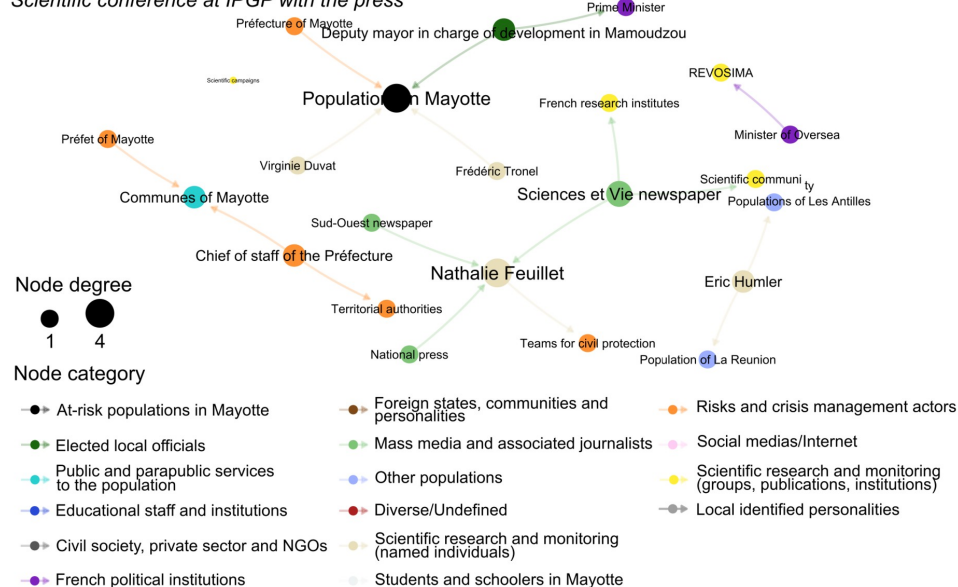 Scientific conference at IPGP with the press
Prime Minister
Préfecture of Mayotte
Deputy mayor in charge of development in Mamoudzou
REVOSIMA
Scientific campaigns
Population in Mayotte
French research institutes
Minister of Oversea
Préfet of Mayotte
Virginie Duvat
Frédéric Tronel
Scientific communi ty
Communes of Mayotte
Sciences et Vie newspaper
Populations of Les Antilles
Sud-Ouest newspaper
Chief of staff of the Préfecture
Nathalie Feuillet
Eric Humler
Node degree
Territorial authorities
1 4
Teams for civil protection
National press
Population of La Reunion
Node category
At-risk populations in Mayotte
Elected local officials
Public and parapublic services
to the population
Educational staff and institutions
Civil society, private sector and NGOs
French political institutions
Foreign states, communities and
personalities
Mass media and associated journalists
Other populations
Diverse/Undefined
Scientific research and monitoring
(named individuals)
Students and schoolers in Mayotte
Risks and crisis management actors
Social medias/Internet
Scientific research and monitoring
(groups, publications, institutions)
Local identified personalities